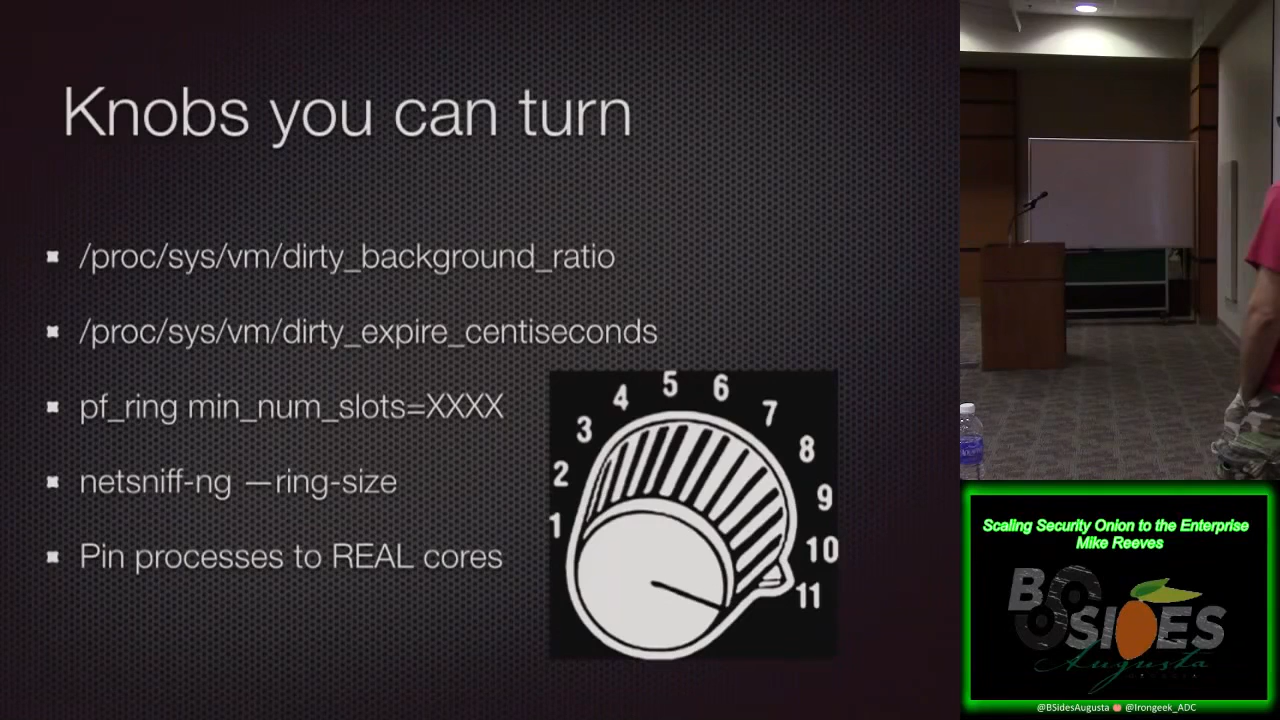 Knobs you can turn
/proc/sys/vm/dirty_background_ratio
/proc/sys/vm/dirty_expire_centiseconds
pf_ring min_num_slots=XXXX
netsniff-ng —ring-size
Pin processes to REAL cores
1
2
3
4
5
6
7
8
9
10
11
Scaling Security Onion to the Enterprise
Mike Reeves
BSIDES
Augusta
@BSidesAugusta @Irongeek_ADC